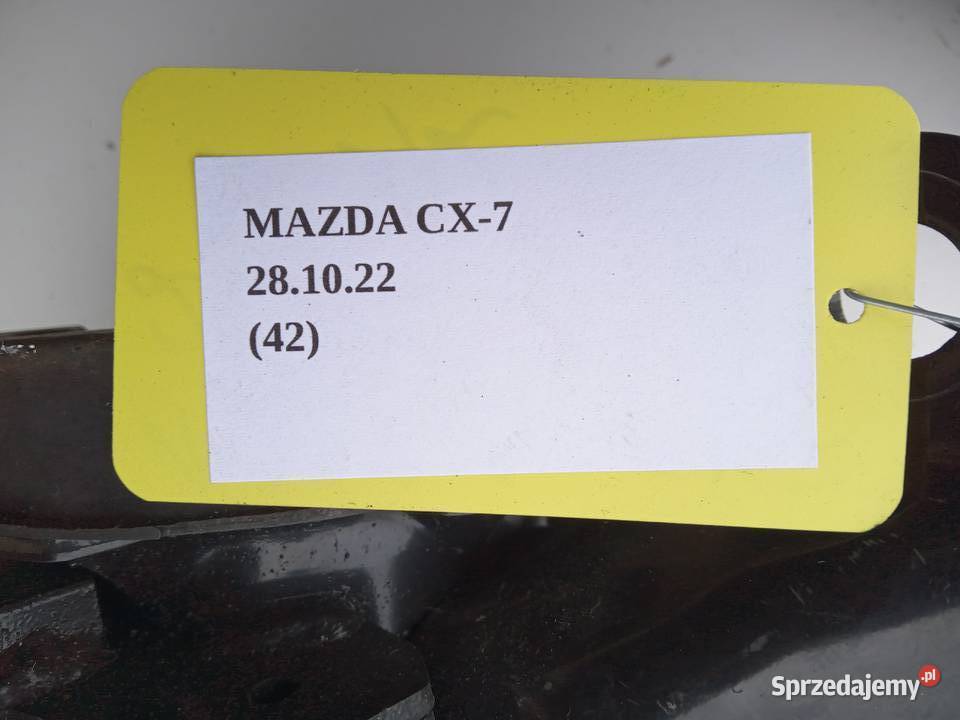 MAZDA CX-7
28.10.22
(42)
Sprzedajemy.pl